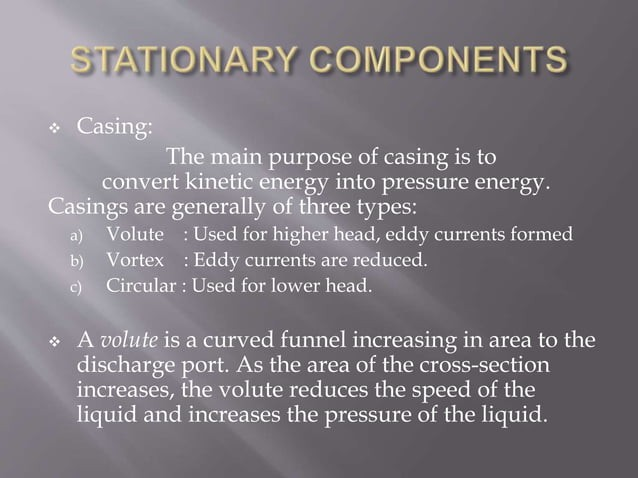 STATIONARY COMPONENTS
❖ Casing:
The main purpose of casing is to
convert kinetic energy into pressure energy.
Casings are generally of three types:
a) Volute : Used for higher head, eddy currents formed
b) Vortex : Eddy currents are reduced.
c) Circular : Used for lower head.
❖ A volute is a curved funnel increasing in area to the
discharge port. As the area of the cross-section
increases, the volute reduces the speed of the
liquid and increases the pressure of the liquid.